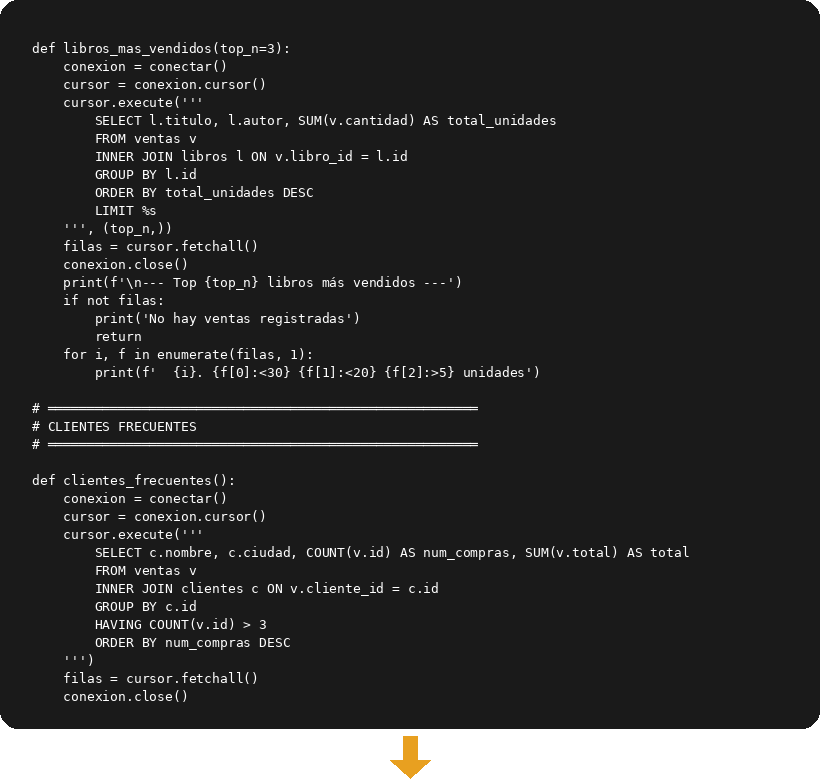 def libros_mas_vendidos(top_n=3):
    conexion = conectar()
    cursor = conexion.cursor()
    cursor.execute('''
        SELECT l.titulo, l.autor, SUM(v.cantidad) AS total_unidades
        FROM ventas v
        INNER JOIN libros l ON v.libro_id = l.id
        GROUP BY l.id
        ORDER BY total_unidades DESC
        LIMIT %s
    ''', (top_n,))
    filas = cursor.fetchall()
    conexion.close()
    print(f'\n--- Top {top_n} libros más vendidos ---')
    if not filas:
        print('No hay ventas registradas')
        return
    for i, f in enumerate(filas, 1):
        print(f'  {i}. {f[0]:<30} {f[1]:<20} {f[2]:>5} unidades')

# ═══════════════════════════════════════════════════════
# CLIENTES FRECUENTES
# ═══════════════════════════════════════════════════════

def clientes_frecuentes():
    conexion = conectar()
    cursor = conexion.cursor()
    cursor.execute('''
        SELECT c.nombre, c.ciudad, COUNT(v.id) AS num_compras, SUM(v.total) AS total
        FROM ventas v
        INNER JOIN clientes c ON v.cliente_id = c.id
        GROUP BY c.id
        HAVING COUNT(v.id) > 3
        ORDER BY num_compras DESC
    ''')
    filas = cursor.fetchall()
    conexion.close()